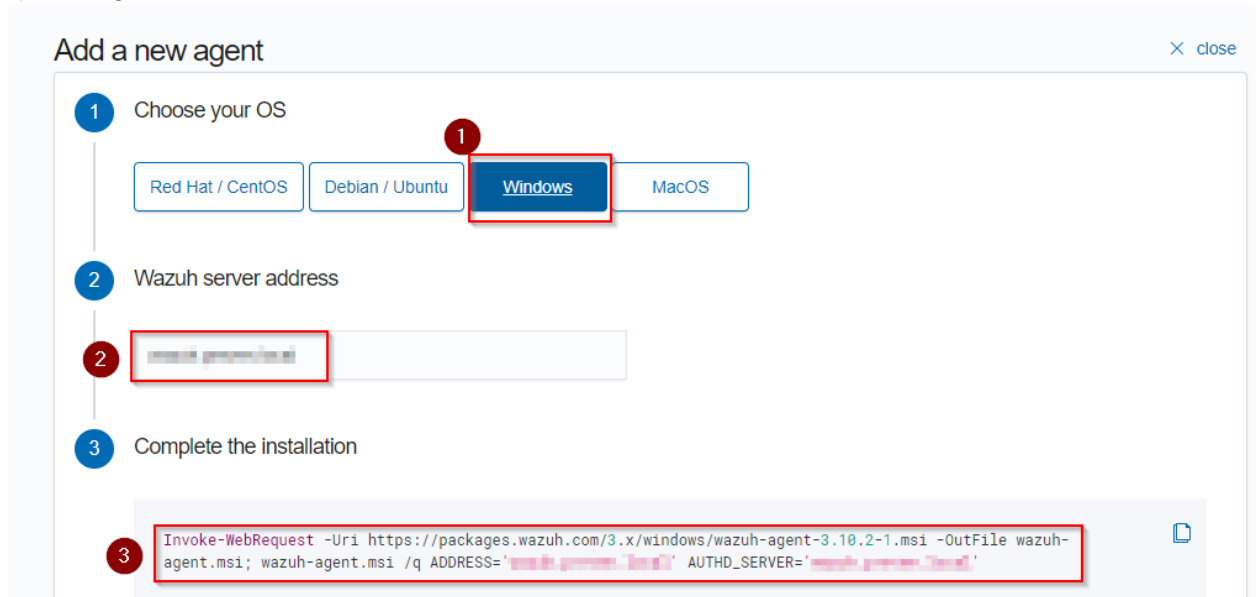 Add a new agent
close
1
Choose your OS
1
Red Hat / CentOS
Debian / Ubuntu
Windows
MacOS
2
Wazuh server address
2
3
Complete the installation
3
Invoke-WebRequest -Uri https://packages.wazuh.com/3.x/windows/wazuh-agent-3.10.2-1.msi -OutFile wazuh-
agent.msi; wazuh-agent.msi /q ADDRESS=' ' AUTHD_SERVER=' '